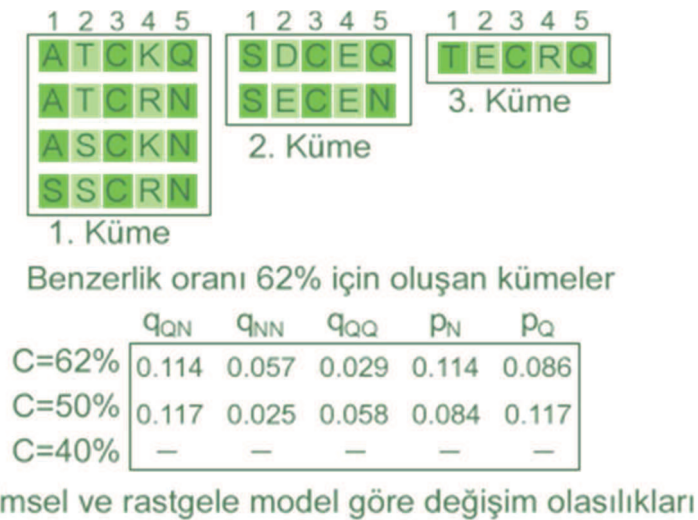 1 2 3 4 5 1 2 3 4 5 1 2 3 4 5
A T C K Q S D C E Q T E C R Q
A T C R N S E C E N 3. Küme
A S C K N 2. Küme
S S C R N
1. Küme
Benzerlik oranı 62% için oluşan kümeler
qQN qNN qQQ pN pQ
C=62% 0.114 0.057 0.029 0.114 0.086
C=50% 0.117 0.025 0.058 0.084 0.117
C=40% – – – – –
msel ve rastgele model göre değişim olasılıkları